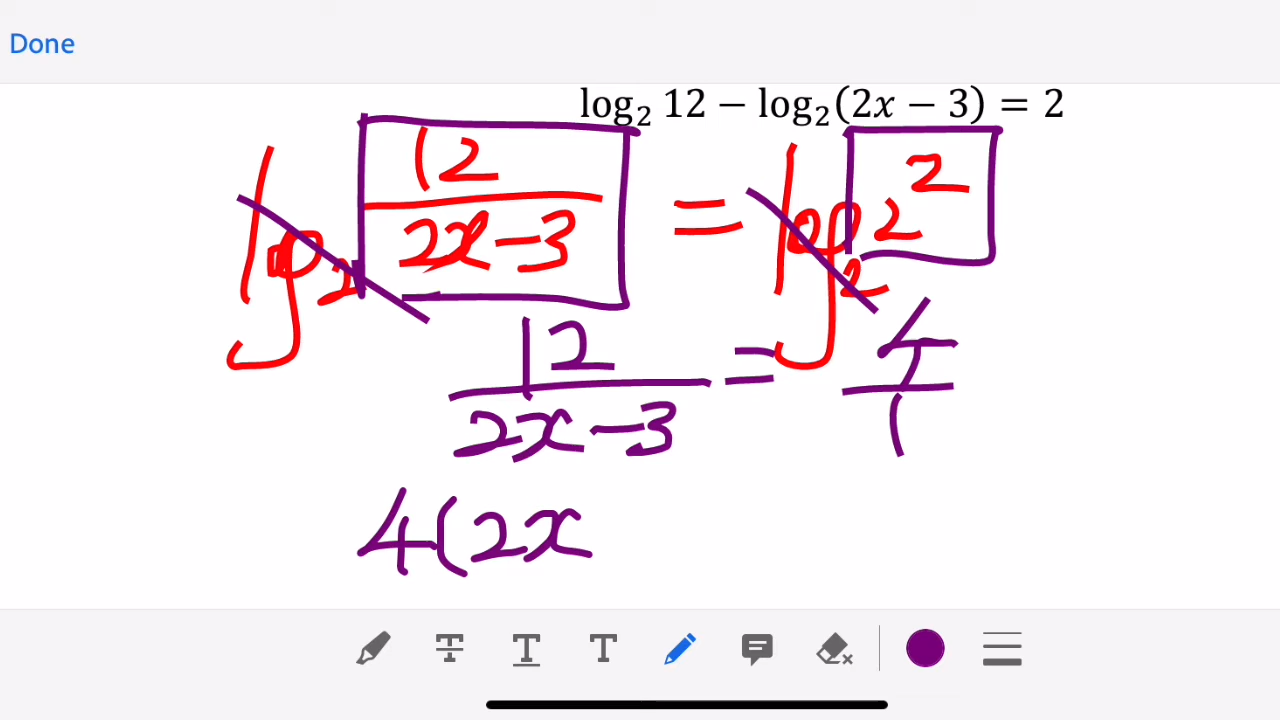 Done
log₂ 12 − log₂(2x − 3) = 2
log₂ 12/(2x−3) = log₂ 2²
12/(2x−3) = 4/1
4(2x
T T T